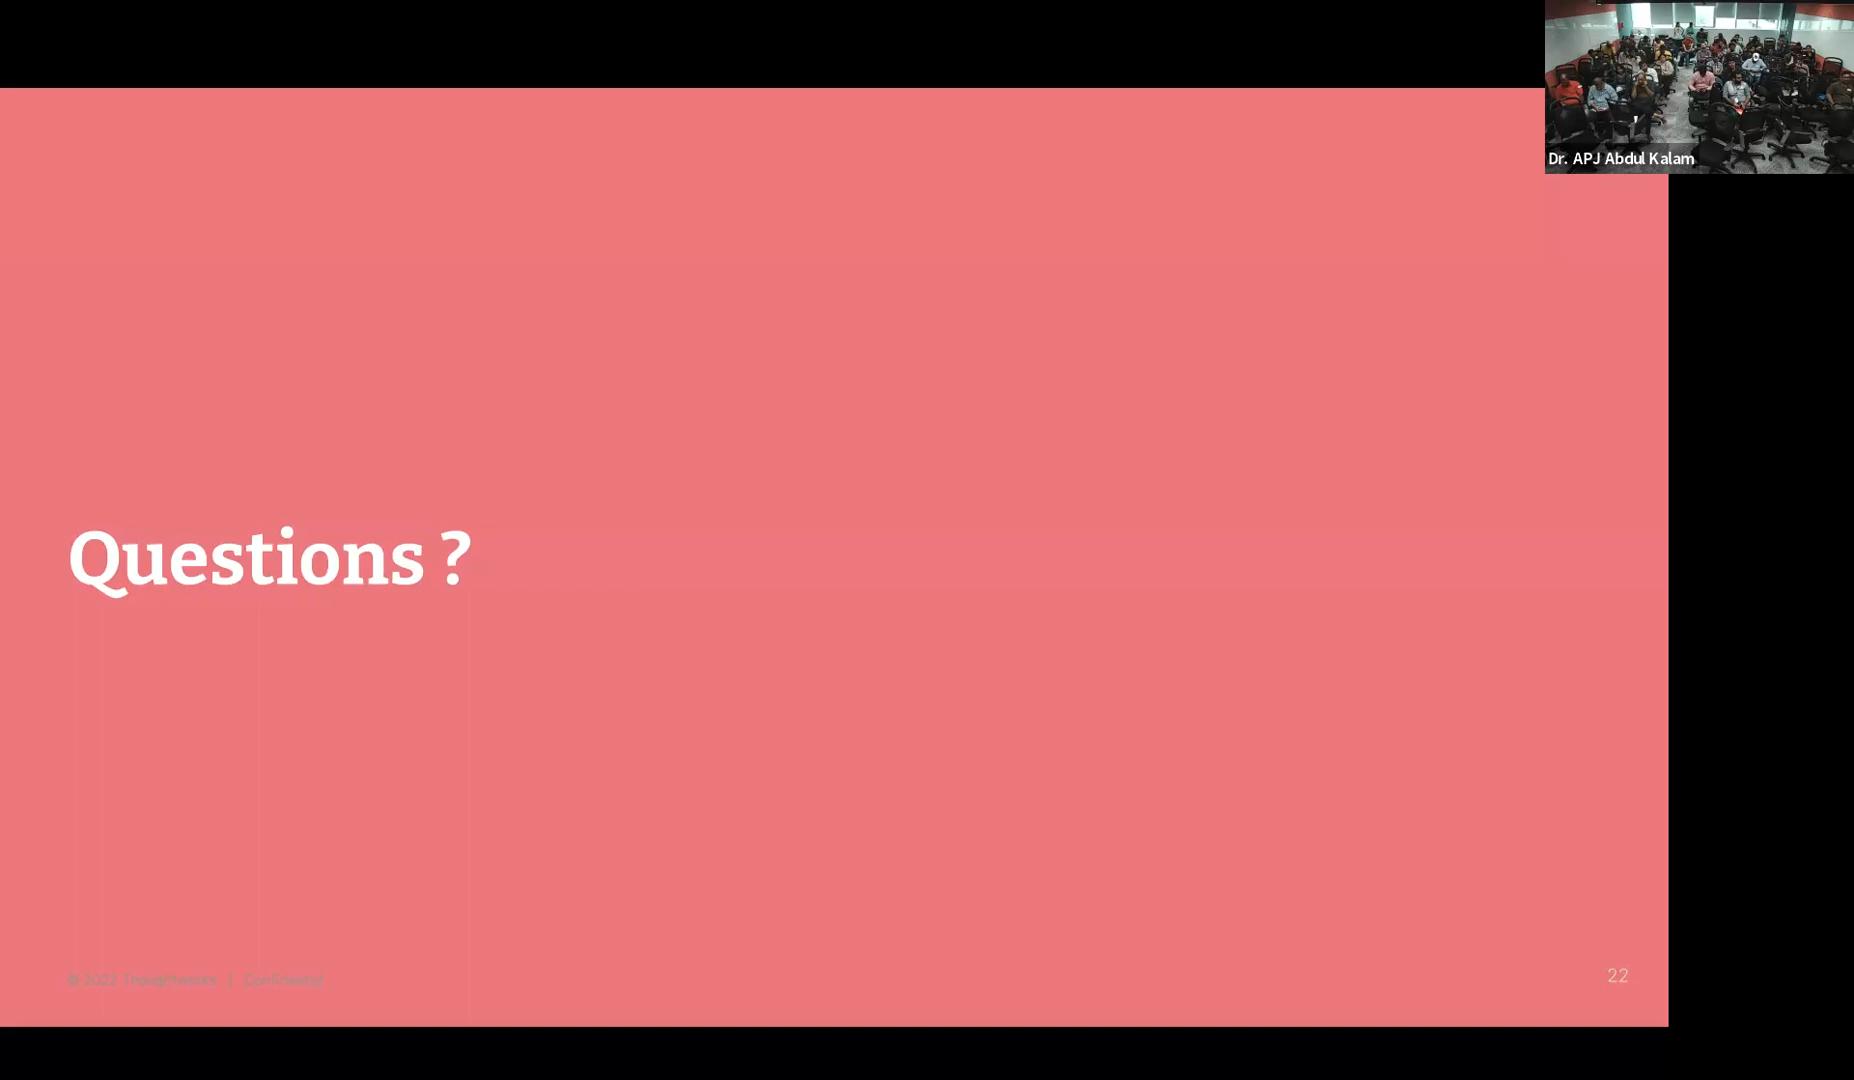 Dr. APJ Abdul Kalam
Questions ?
© 2022 Thoughtworks | Confidential
22